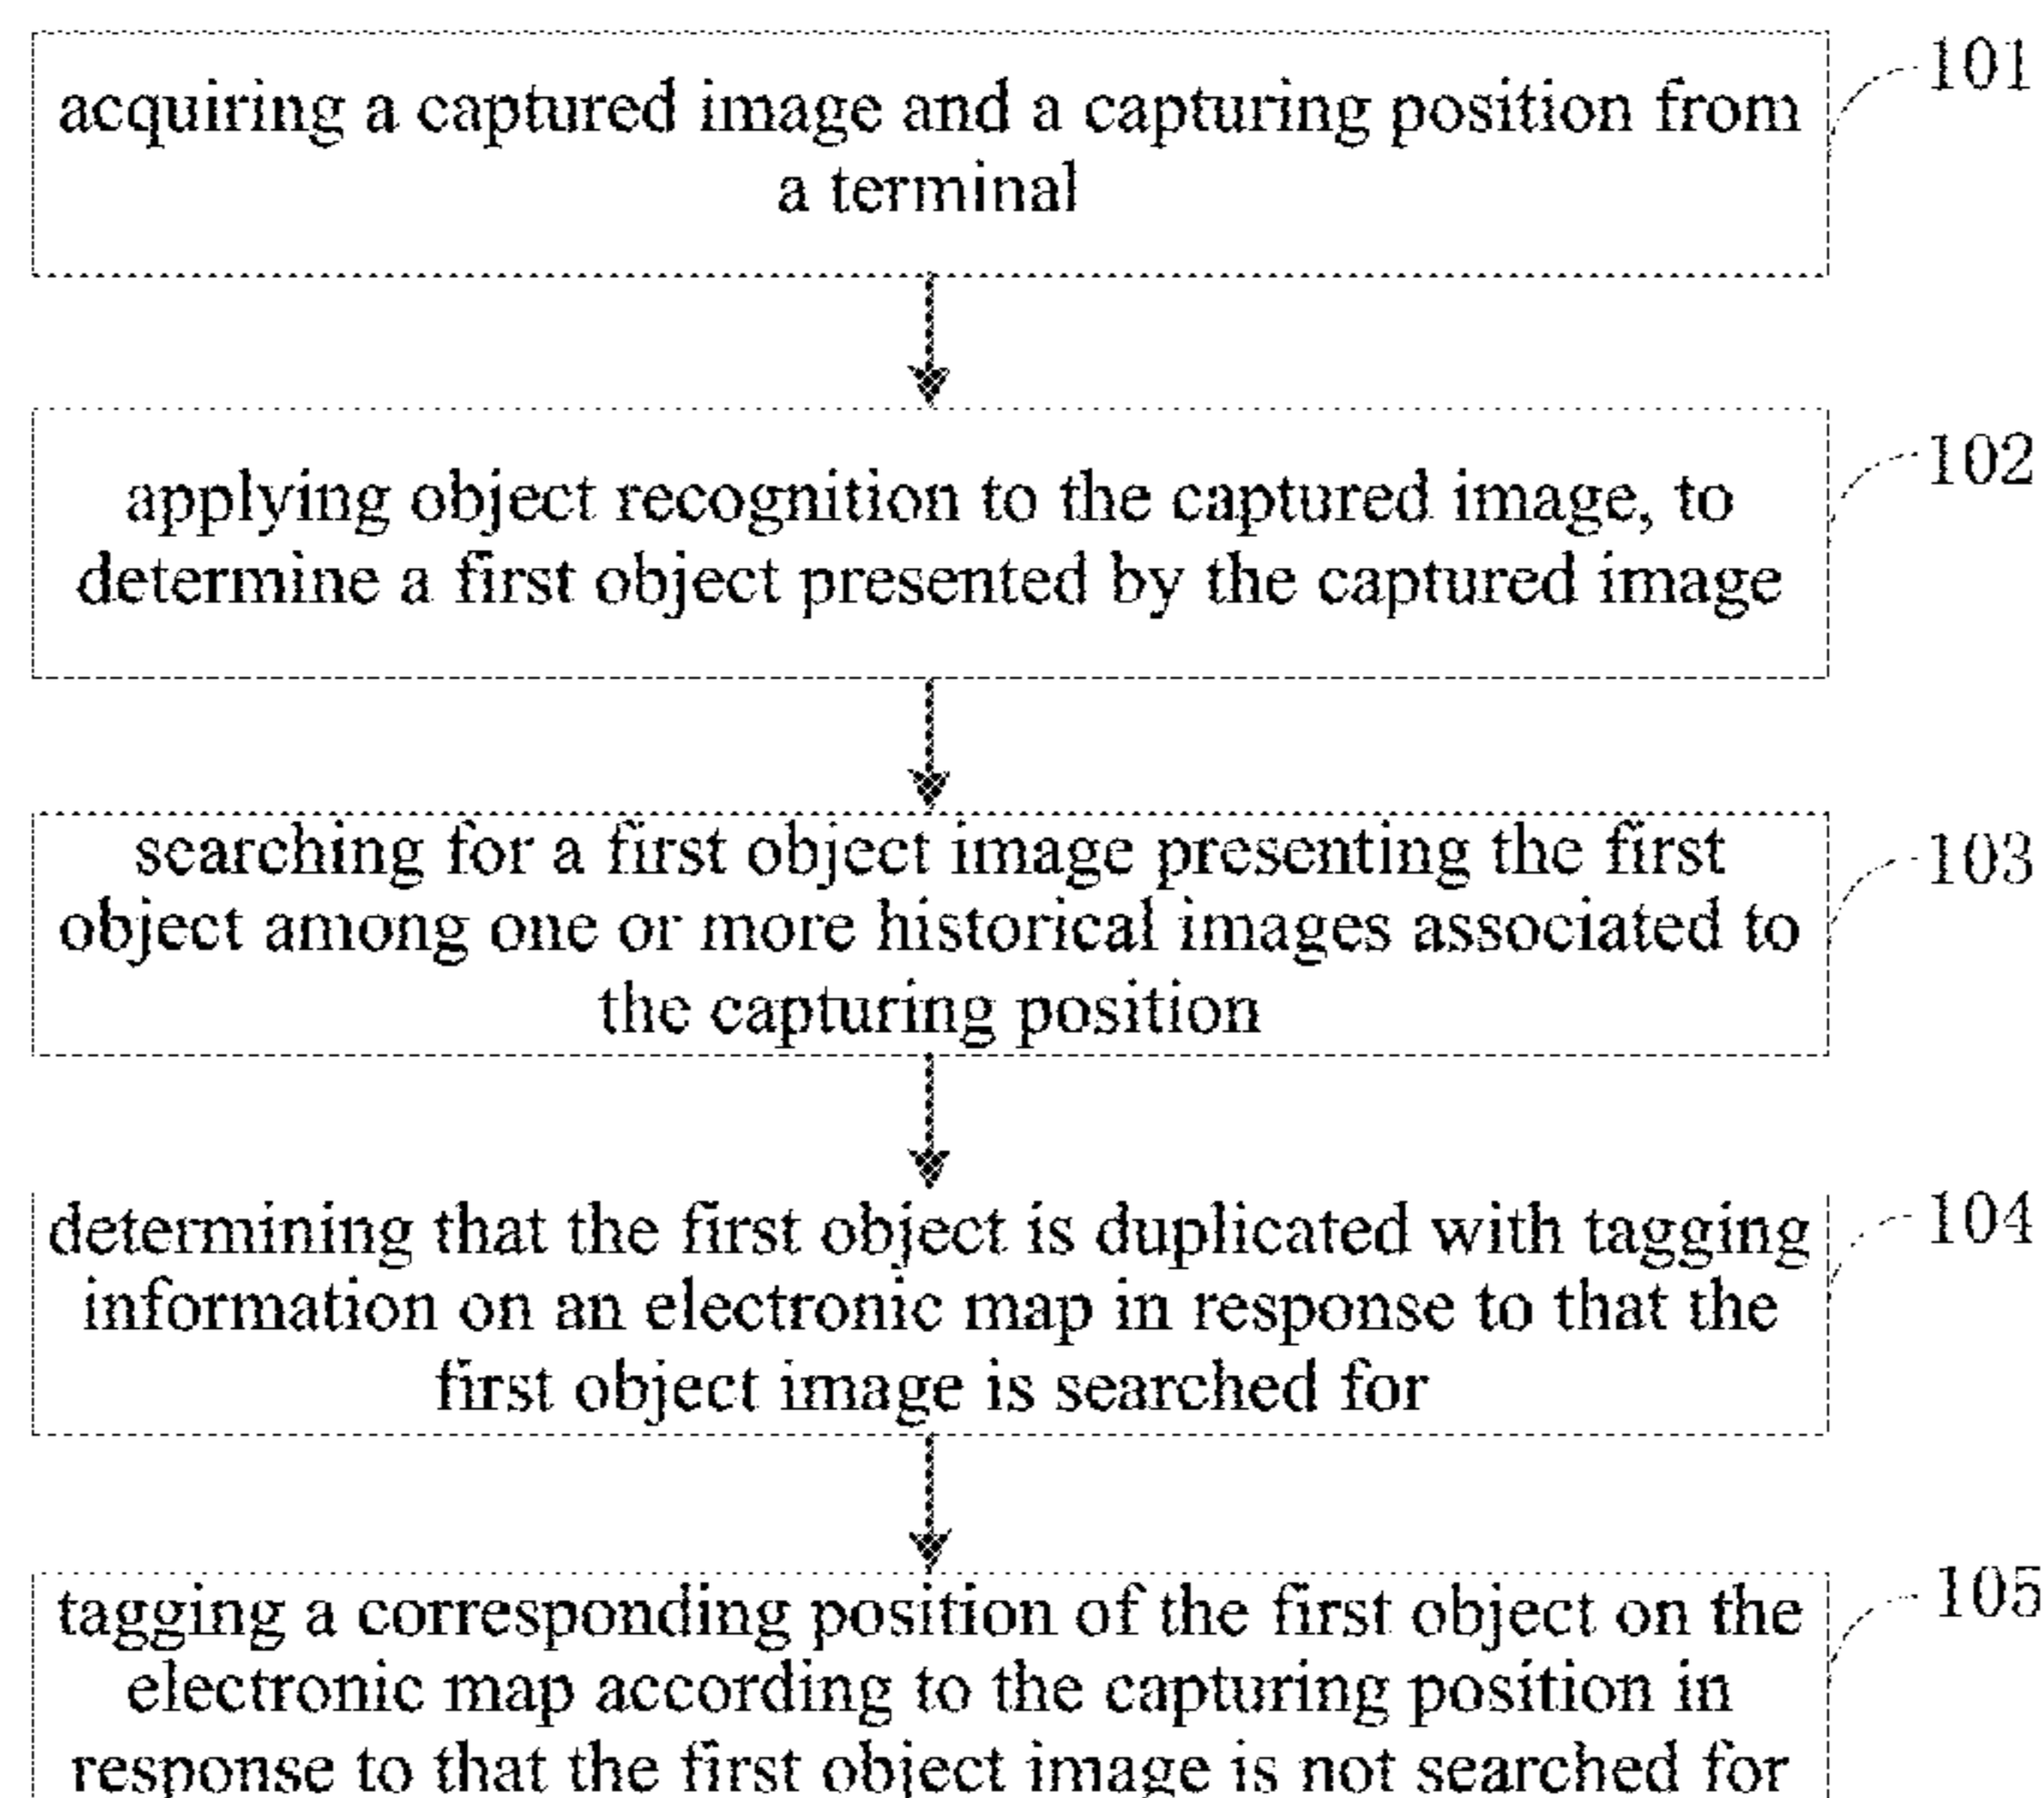 acquiring a captured image and a capturing position from
a terminal
101
applying object recognition to the captured image, to
determine a first object presented by the captured image
102
searching for a first object image presenting the first
object among one or more historical images associated to
the capturing position
103
determining that the first object is duplicated with tagging
information on an electronic map in response to that the
first object image is searched for
104
tagging a corresponding position of the first object on the
electronic map according to the capturing position in
response to that the first object image is not searched for
105